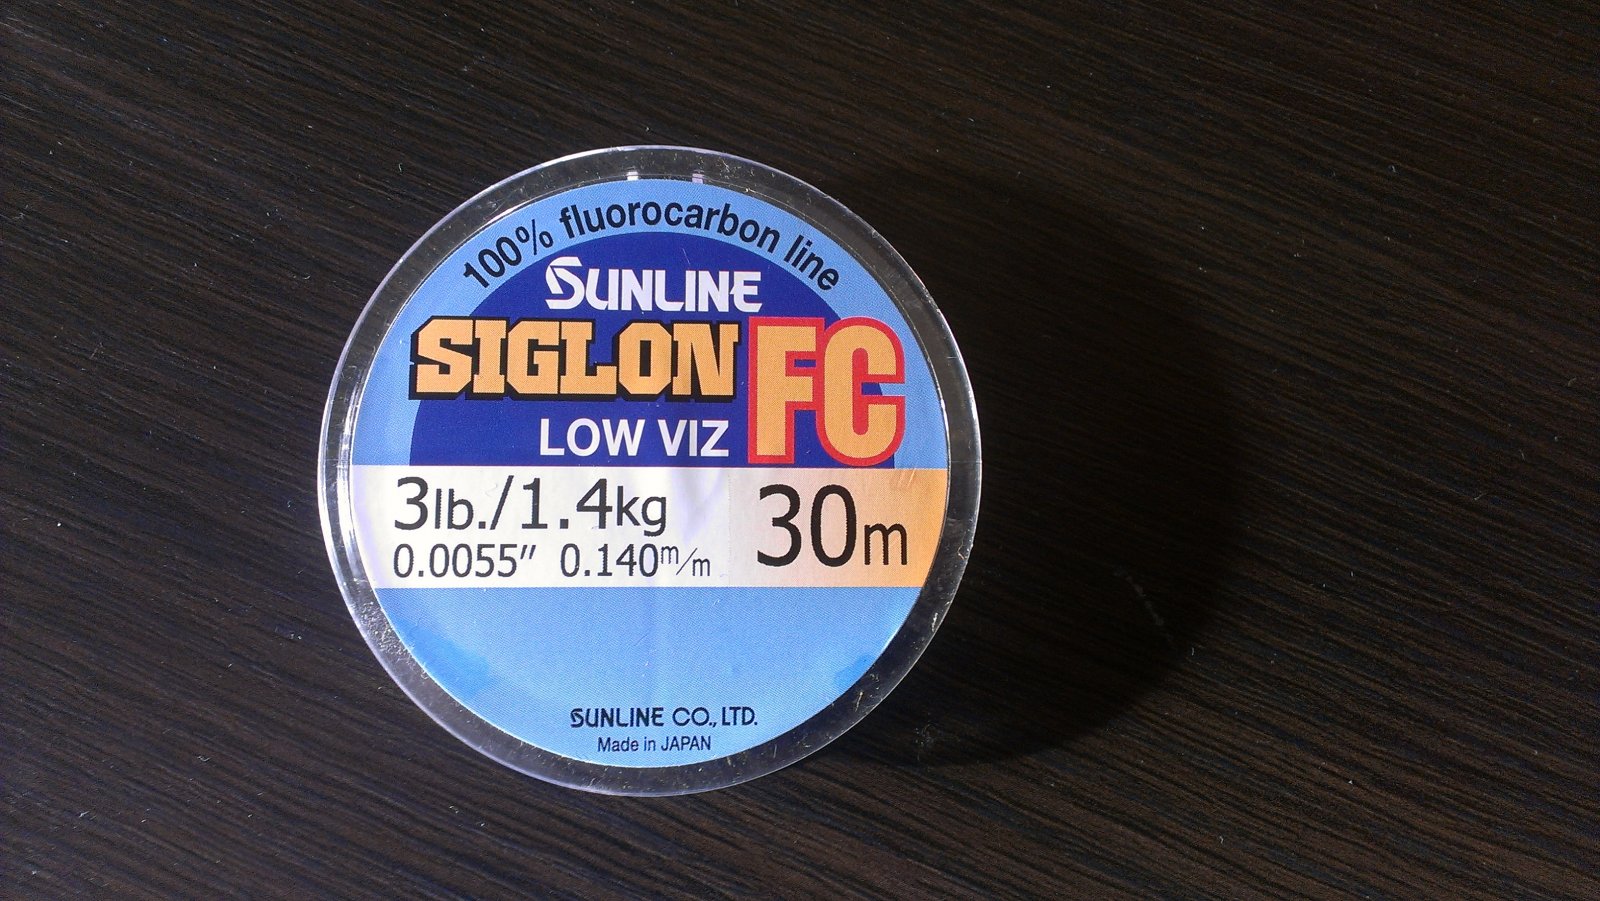 100% fluorocarbon line
SUNLINE
SIGLON FC
LOW VIZ
3lb./1.4kg
0.0055" 0.140m/m
30m
SUNLINE CO., LTD.
Made in JAPAN